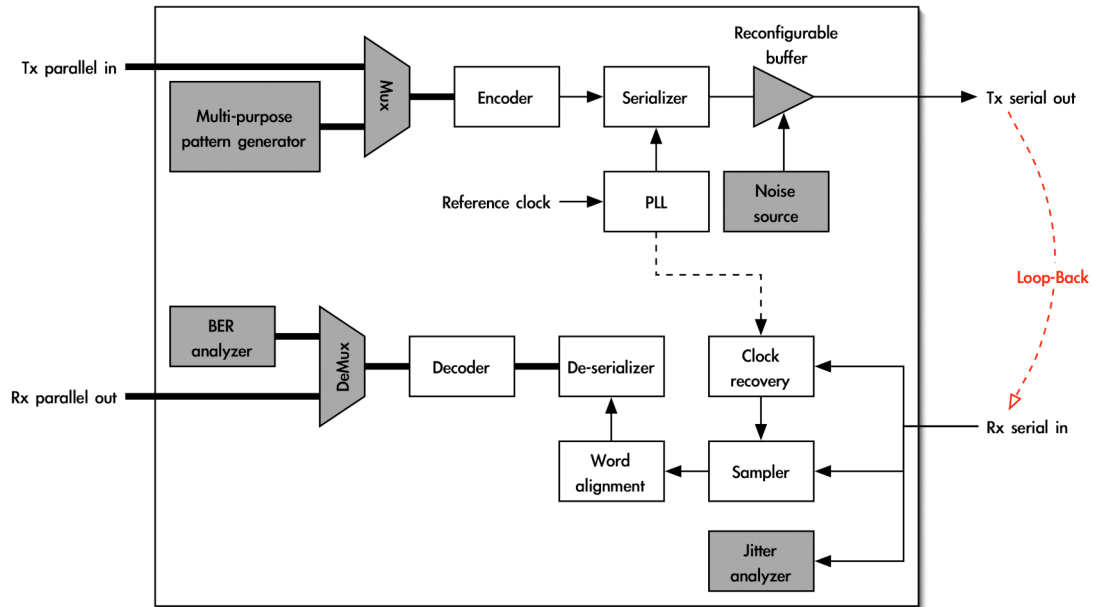 Reconfigurable
buffer
Tx parallel in
Mux
Encoder
Serializer
Tx serial out
Multi-purpose
pattern generator
Reference clock
PLL
Noise
source
Loop-Back
BER
analyzer
DeMux
Decoder
De-serializer
Clock
recovery
Rx parallel out
Rx serial in
Word
alignment
Sampler
Jitter
analyzer